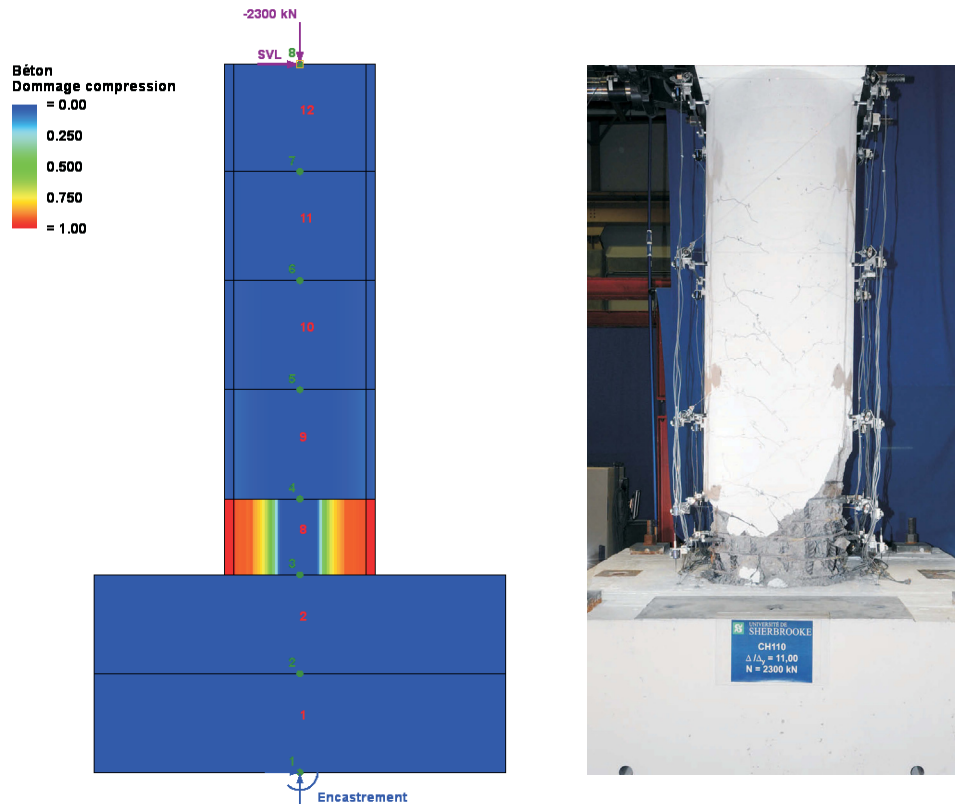 -2300 kN
SVL
8
Béton
Dommage compression
= 0.00
0.250
0.500
0.750
= 1.00
12
7
11
6
10
5
9
4
8
3
2
2
1
1
Encastrement
UNIVERSITÉ DE
SHERBROOKE
CH110
Δ /Δy = 11,00
N = 2300 kN